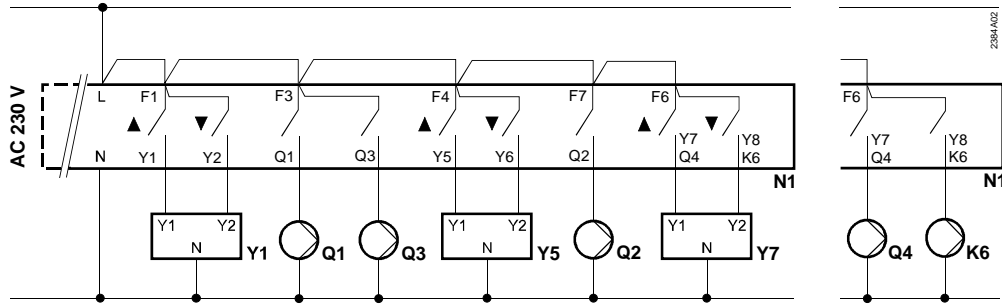 2384A02
AC 230 V
L F1 F3 F4 F7 F6 F6
▲ ▼ ▲ ▼ ▲ ▼
Y7 Y8 Y7 Y8
N Y1 Y2 Q1 Q3 Y5 Y6 Q2 Q4 K6 Q4 K6
N1 N1
Y1 Y2 Y1 Y2 Y1 Y2
N Y1 Q1 Q3 N Y5 Q2 N Y7 Q4 K6